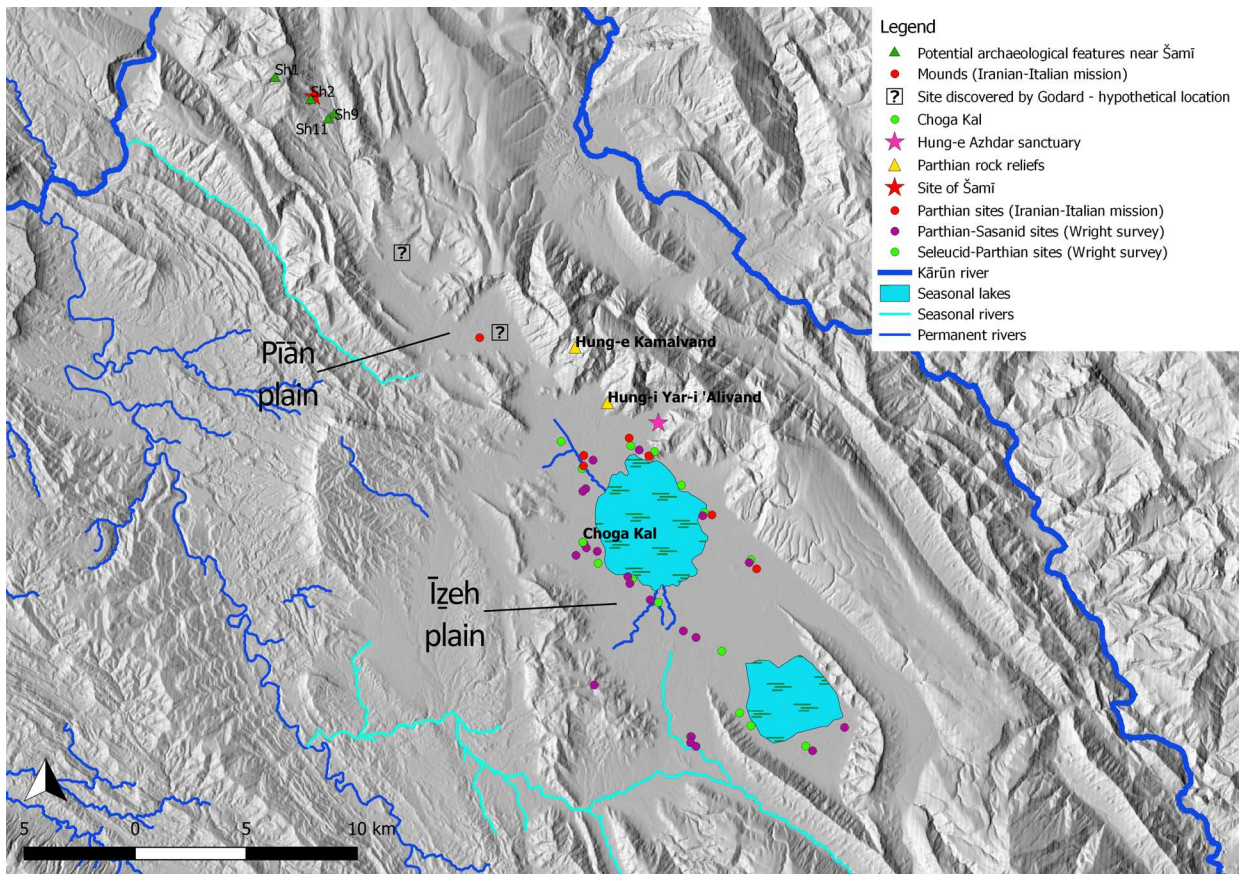 Legend
Potential archaeological features near Šamī
Mounds (Iranian-Italian mission)
? Site discovered by Godard - hypothetical location
Choga Kal
Hung-e Azhdar sanctuary
Parthian rock reliefs
Site of Šamī
Parthian sites (Iranian-Italian mission)
Parthian-Sasanid sites (Wright survey)
Seleucid-Parthian sites (Wright survey)
Kārūn river
Seasonal lakes
Seasonal rivers
Permanent rivers
Sh1
Sh2
Sh9
Sh11
?
?
Pīān
plain
Hung-e Kamalvand
Hung-i Yar-i 'Alivand
Choga Kal
Īẕeh
plain
5 0 5 10 km